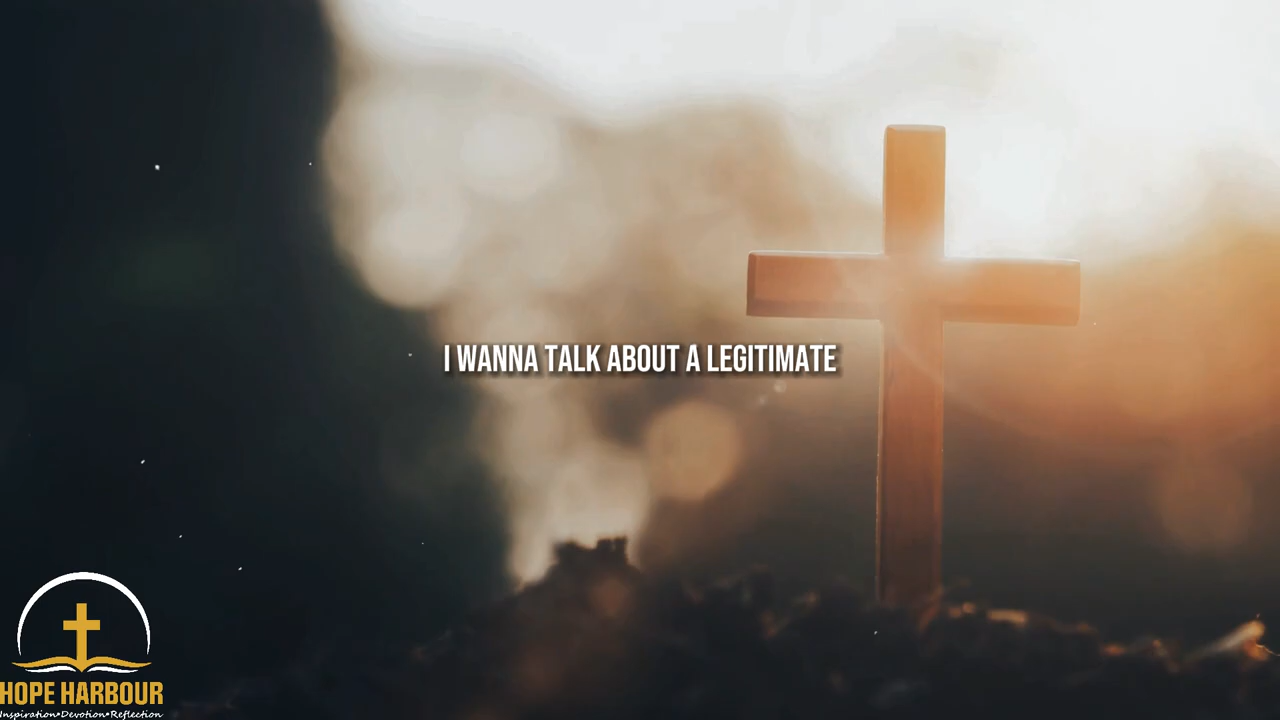 I WANNA TALK ABOUT A LEGITIMATE
HOPE HARBOUR
Inspiration•Devotion•Reflection